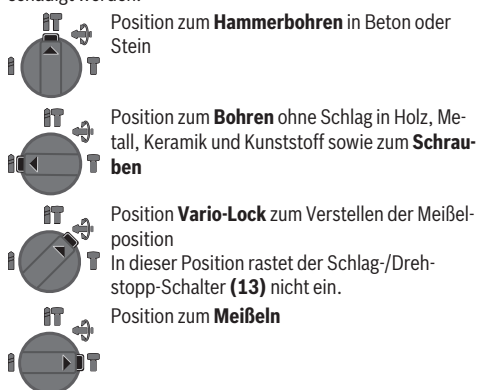 Position zum Hammerbohren in Beton oder
Stein
Position zum Bohren ohne Schlag in Holz, Me-
tall, Keramik und Kunststoff sowie zum Schrau-
ben
Position Vario-Lock zum Verstellen der Meißel-
position
In dieser Position rastet der Schlag-/Dreh-
stopp-Schalter (13) nicht ein.
Position zum Meißeln